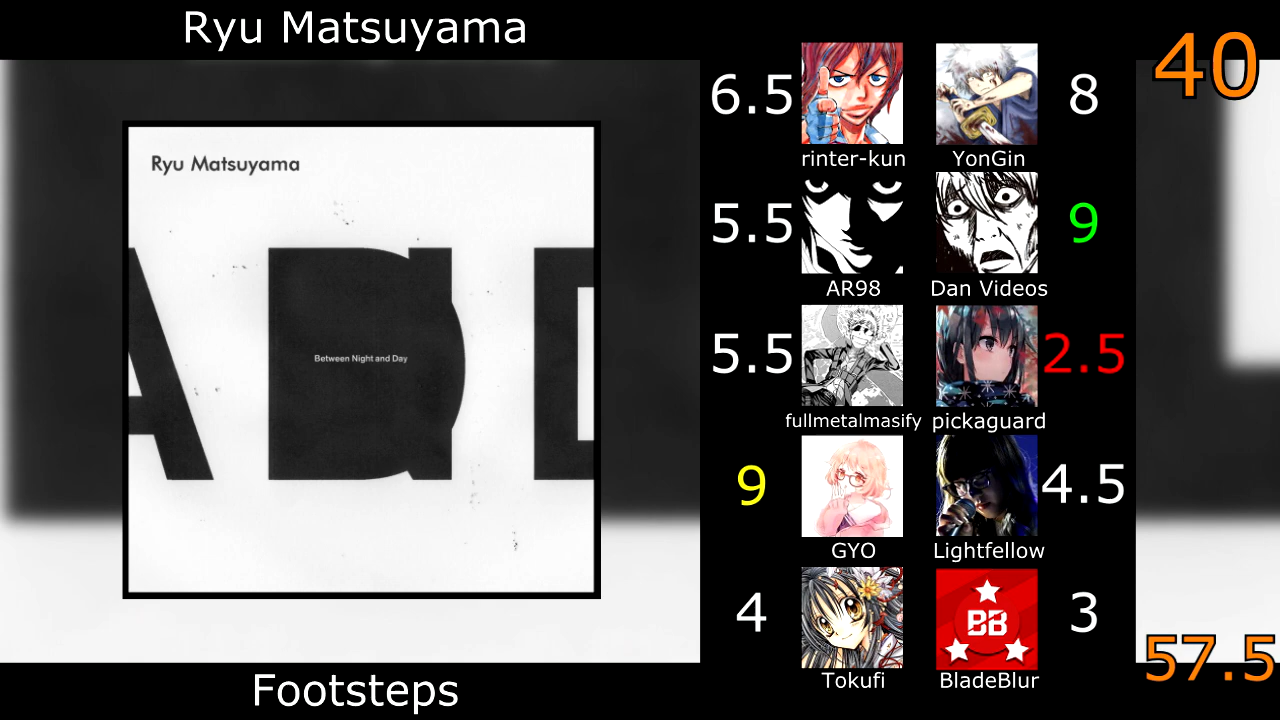 Ryu Matsuyama
40
Ryu Matsuyama
Between Night and Day
6.5
rinter-kun
YonGin
8
5.5
AR98
Dan Videos
9
5.5
fullmetalmasify
pickaguard
2.5
9
GYO
Lightfellow
4.5
4
Tokufi
BB
BladeBlur
3
57.5
Footsteps